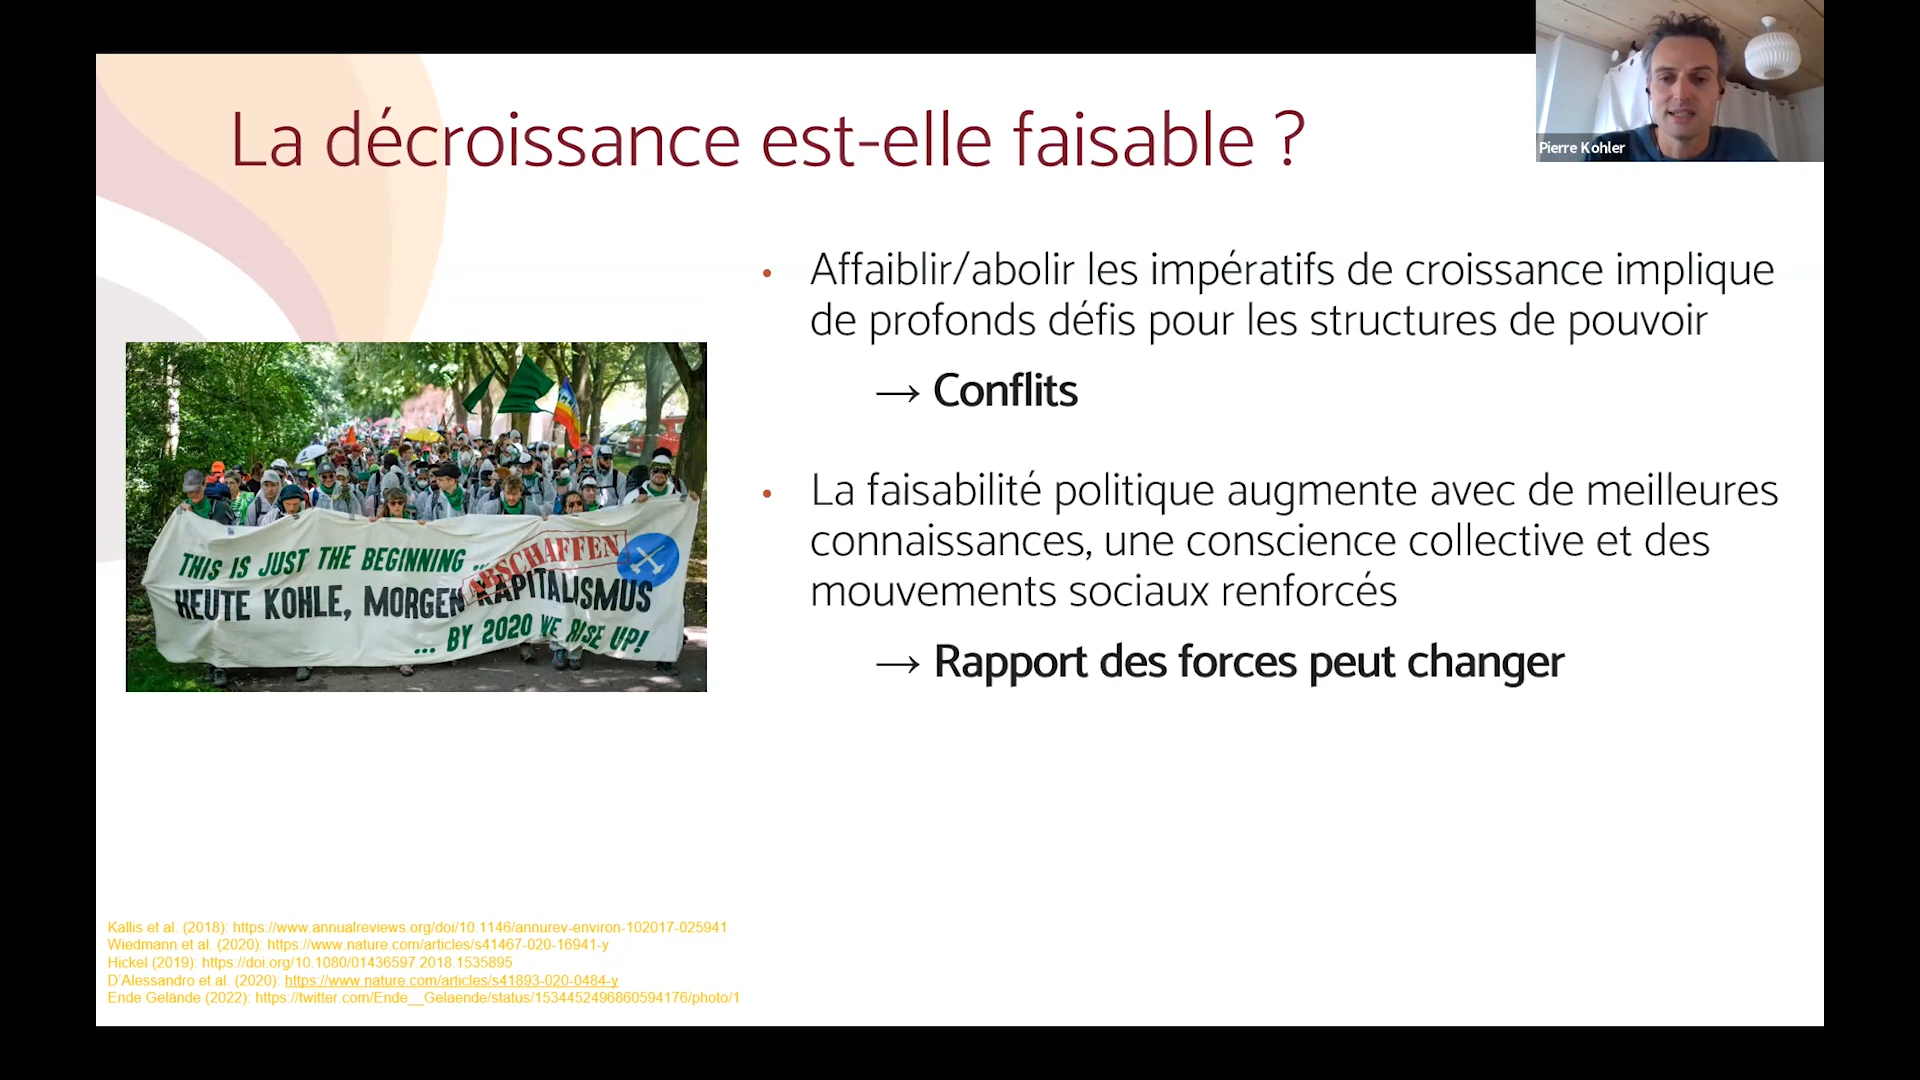 La décroissance est-elle faisable ?
Pierre Kohler
• Affaiblir/abolir les impératifs de croissance implique
de profonds défis pour les structures de pouvoir
→ Conflits
• La faisabilité politique augmente avec de meilleures
connaissances, une conscience collective et des
mouvements sociaux renforcés
→ Rapport des forces peut changer
THIS IS JUST THE BEGINNING ...
ABSCHAFFEN
HEUTE KOHLE, MORGEN KAPITALISMUS
... BY 2020 WE RISE UP!
Kallis et al. (2018): https://www.annualreviews.org/doi/10.1146/annurev-environ-102017-025941
Wiedmann et al. (2020): https://www.nature.com/articles/s41467-020-16941-y
Hickel (2019): https://doi.org/10.1080/01436597.2018.1535895
D'Alessandro et al. (2020): https://www.nature.com/articles/s41893-020-0484-y
Ende Gelände (2022): https://twitter.com/Ende__Gelaende/status/1534452496860594176/photo/1